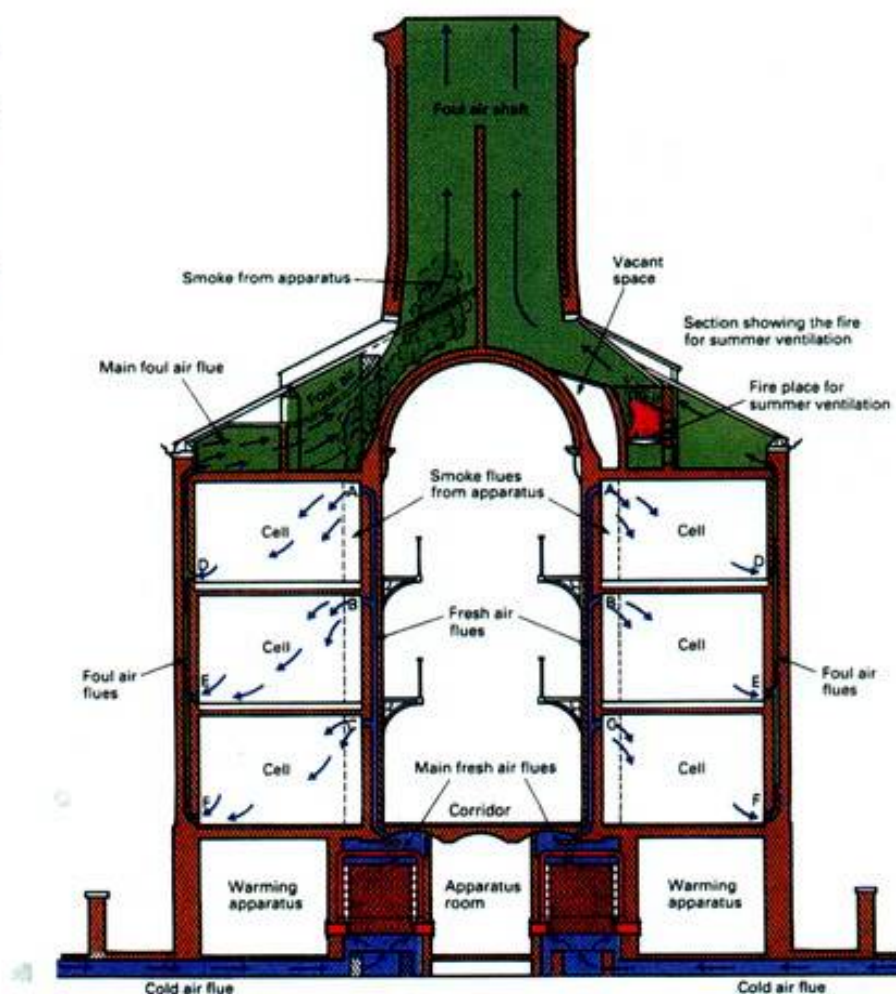 Foul air shaft
Smoke from apparatus
Vacant
space
Section showing the fire
for summer ventilation
Main foul air flue
Foul air
Fire place for
summer ventilation
A
Smoke flues
from apparatus
A
Cell
Cell
D
D
B
B
Fresh air
flues
Cell
Cell
Foul air
flues
E
E
Foul air
flues
C
Cell
Cell
Main fresh air flues
F
Corridor
F
Warming
apparatus
Apparatus
room
Warming
apparatus
Cold air flue
Cold air flue